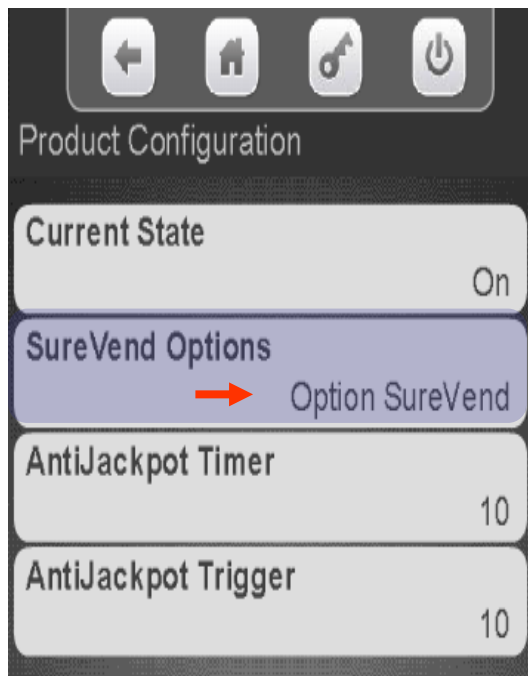 Product Configuration
Current State
On
SureVend Options
Option SureVend
AntiJackpot Timer
10
AntiJackpot Trigger
10